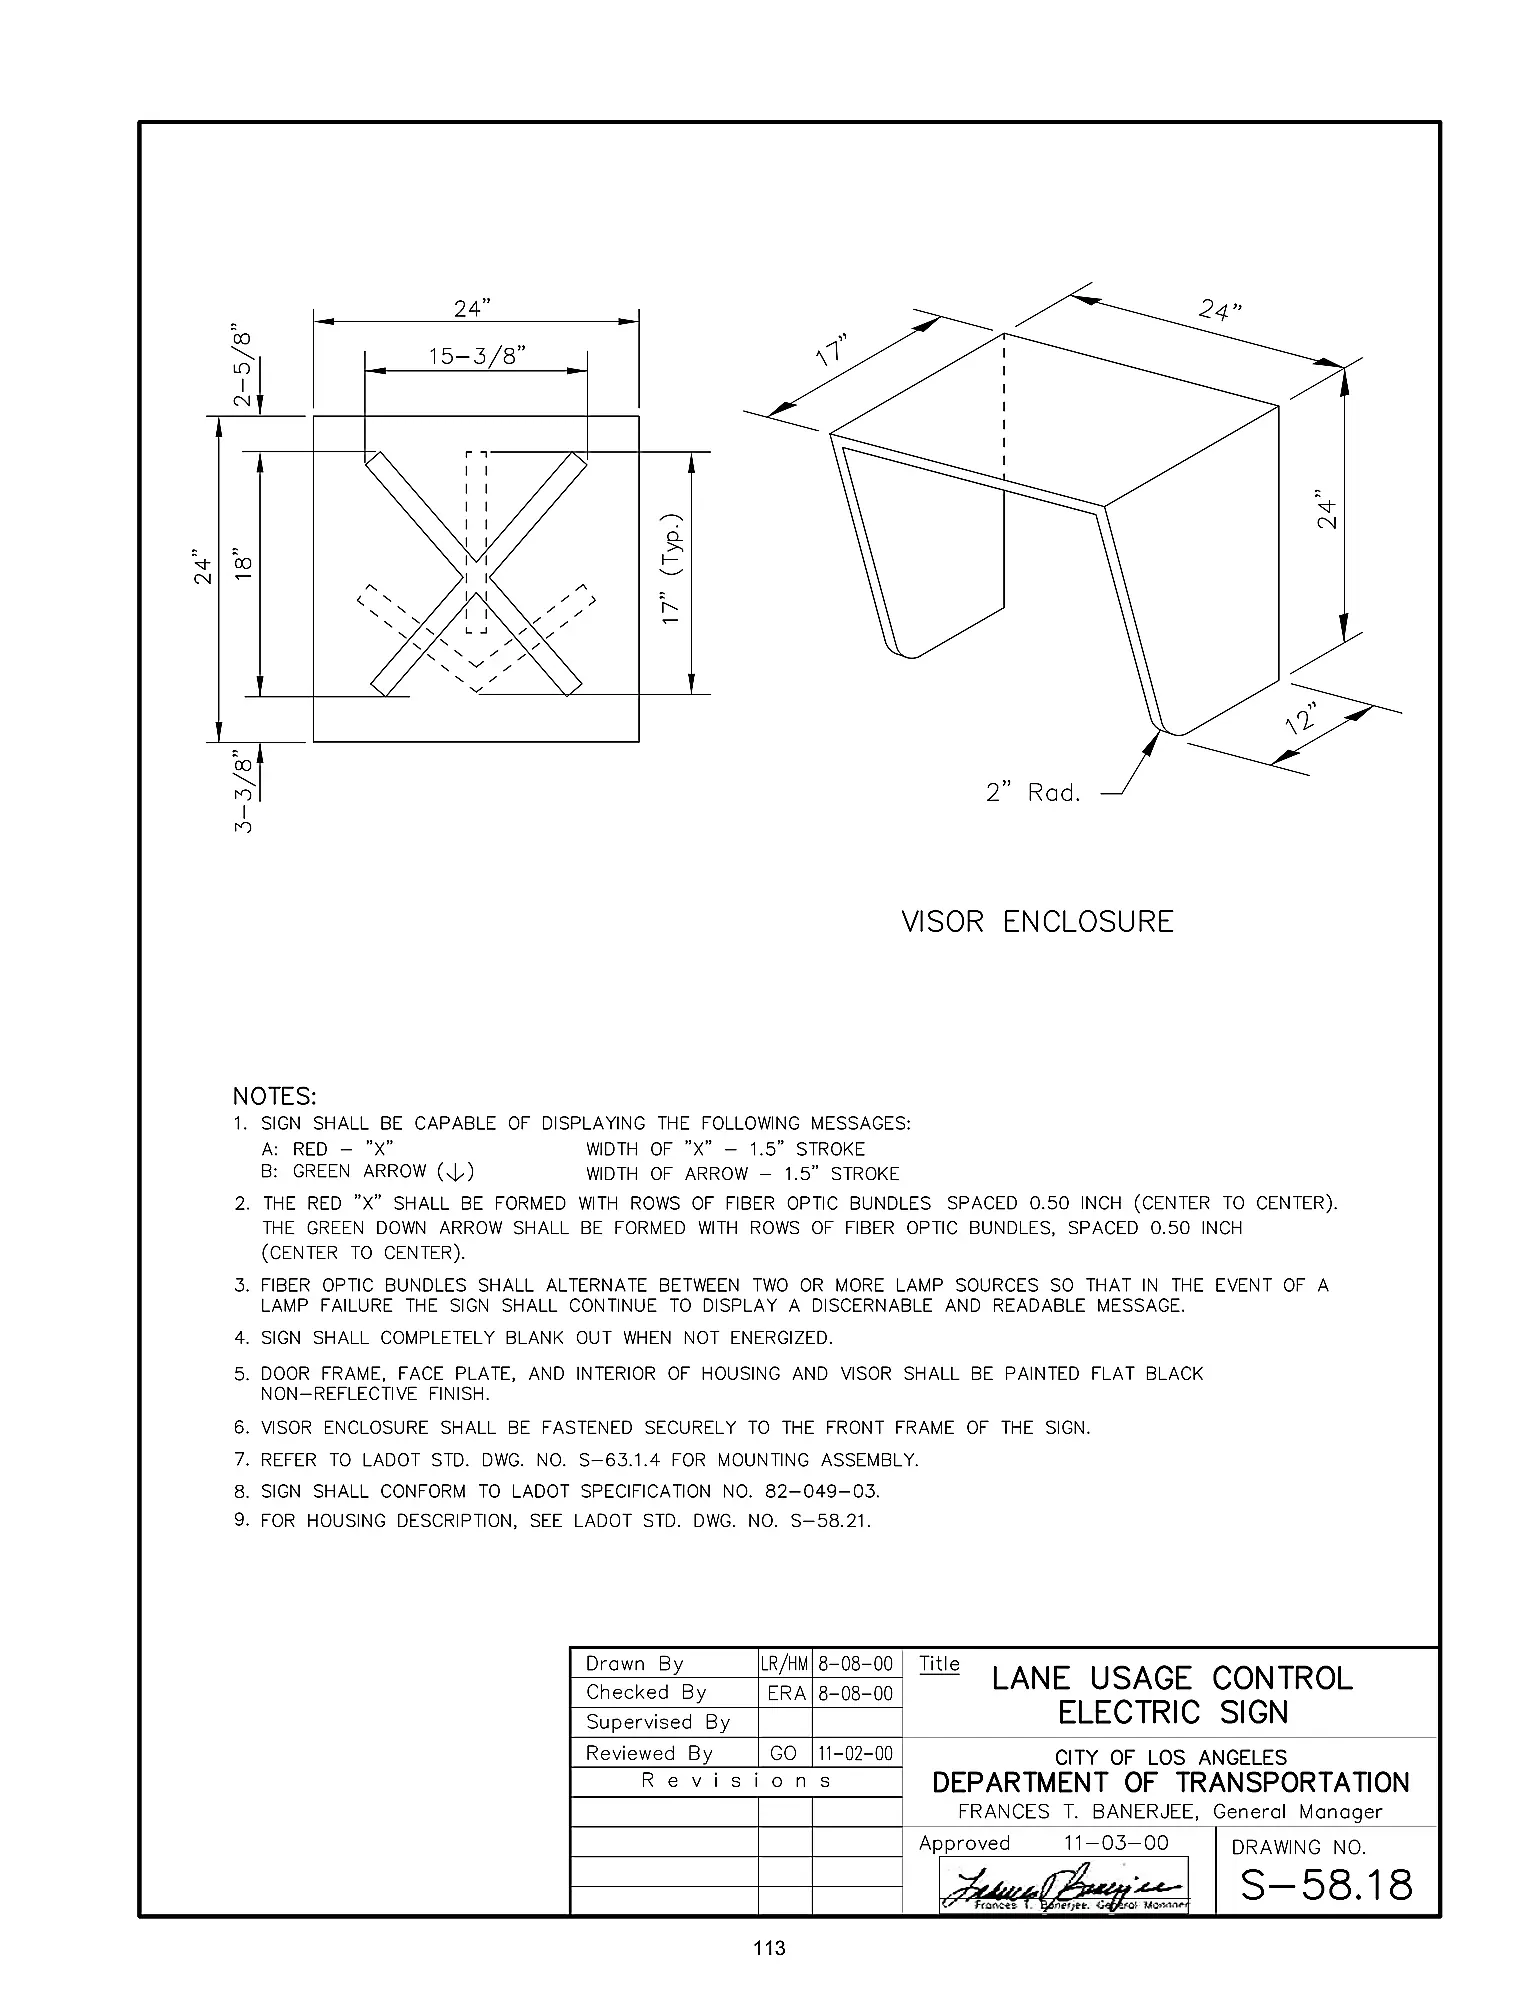 24”
15–3/8”
2–5/8”
24”
18”
17” (Typ.)
3–3/8”
17”
24”
24”
12”
2” Rad.
VISOR ENCLOSURE
NOTES:
1. SIGN SHALL BE CAPABLE OF DISPLAYING THE FOLLOWING MESSAGES:
A: RED – ”X” WIDTH OF ”X” – 1.5” STROKE
B: GREEN ARROW (↓) WIDTH OF ARROW – 1.5” STROKE
2. THE RED ”X” SHALL BE FORMED WITH ROWS OF FIBER OPTIC BUNDLES SPACED 0.50 INCH (CENTER TO CENTER).
THE GREEN DOWN ARROW SHALL BE FORMED WITH ROWS OF FIBER OPTIC BUNDLES, SPACED 0.50 INCH
(CENTER TO CENTER).
3. FIBER OPTIC BUNDLES SHALL ALTERNATE BETWEEN TWO OR MORE LAMP SOURCES SO THAT IN THE EVENT OF A
LAMP FAILURE THE SIGN SHALL CONTINUE TO DISPLAY A DISCERNABLE AND READABLE MESSAGE.
4. SIGN SHALL COMPLETELY BLANK OUT WHEN NOT ENERGIZED.
5. DOOR FRAME, FACE PLATE, AND INTERIOR OF HOUSING AND VISOR SHALL BE PAINTED FLAT BLACK
NON–REFLECTIVE FINISH.
6. VISOR ENCLOSURE SHALL BE FASTENED SECURELY TO THE FRONT FRAME OF THE SIGN.
7. REFER TO LADOT STD. DWG. NO. S–63.1.4 FOR MOUNTING ASSEMBLY.
8. SIGN SHALL CONFORM TO LADOT SPECIFICATION NO. 82–049–03.
9. FOR HOUSING DESCRIPTION, SEE LADOT STD. DWG. NO. S–58.21.
Drawn By LR/HM 8–08–00
Checked By ERA 8–08–00
Supervised By
Reviewed By GO 11–02–00
Revisions
Title
LANE USAGE CONTROL
ELECTRIC SIGN
CITY OF LOS ANGELES
DEPARTMENT OF TRANSPORTATION
FRANCES T. BANERJEE, General Manager
Approved 11–03–00
Frances T. Banerjee
Frances T. Banerjee, General Manager
DRAWING NO.
S–58.18
113